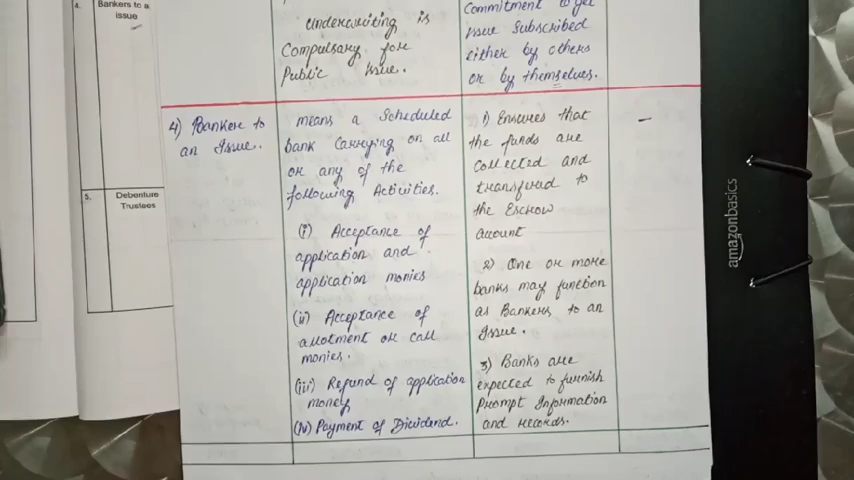 4.
Bankers to a
issue
5.
Debenture
Trustees
underwriting is
Compulsary for
Public issue.
Commitment to get
issue Subscribed
either by others
or by themselves.
4) Banker to
an Issue.
means a Scheduled
bank Carrying on all
or any of the
following Activities.
(i) Acceptance of
application and
application monies
(ii) Acceptance of
allotment or call
monies.
(iii) Refund of application
money
(iv) Payment of Dividend.
1) Ensures that
the funds are
Collected and
transferred to
the Escrow
account
2) One or more
banks may function
as Bankers to an
Issue.
3) Banks are
expected to furnish
Prompt Information
and records.
-
amazonbasics